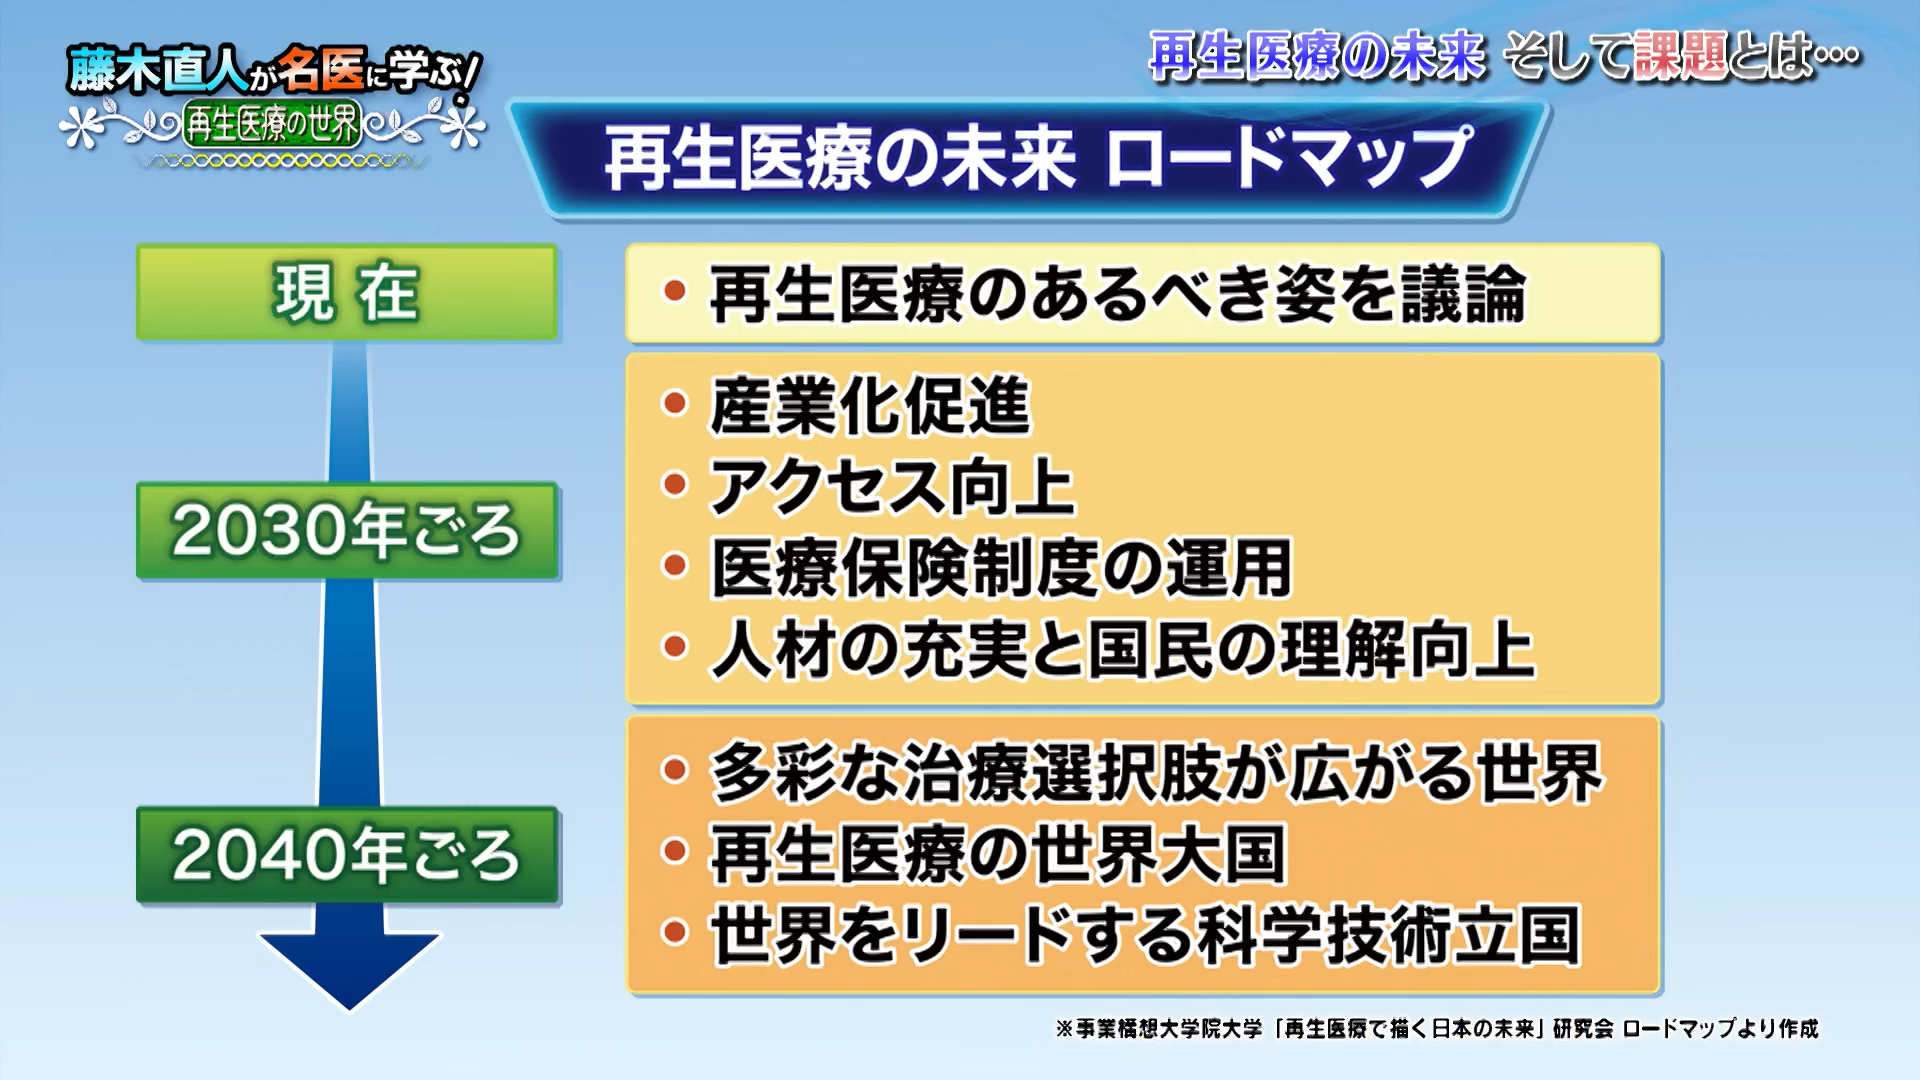 藤木直人が名医に学ぶ!
再生医療の世界
再生医療の未来 そして課題とは…
再生医療の未来 ロードマップ
現在
• 再生医療のあるべき姿を議論
2030年ごろ
• 産業化促進
• アクセス向上
• 医療保険制度の運用
• 人材の充実と国民の理解向上
2040年ごろ
• 多彩な治療選択肢が広がる世界
• 再生医療の世界大国
• 世界をリードする科学技術立国
※事業構想大学院大学「再生医療で描く日本の未来」研究会 ロードマップより作成